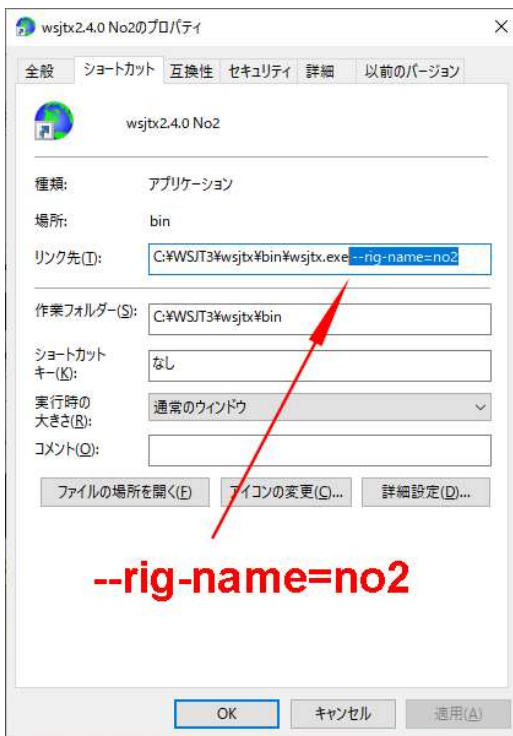 wsjtx2.4.0 No2のプロパティ
全般 ショートカット 互換性 セキュリティ 詳細 以前のバージョン
wsjtx2.4.0 No2
種類: アプリケーション
場所: bin
リンク先(T): C:¥WSJT3¥wsjtx¥bin¥wsjtx.exe --rig-name=no2
作業フォルダー(S): C:¥WSJT3¥wsjtx¥bin
ショートカット
キー(K): なし
実行時の
大きさ(R): 通常のウィンドウ
コメント(O):
ファイルの場所を開く(F) アイコンの変更(C)... 詳細設定(D)...
--rig-name=no2
OK キャンセル 適用(A)